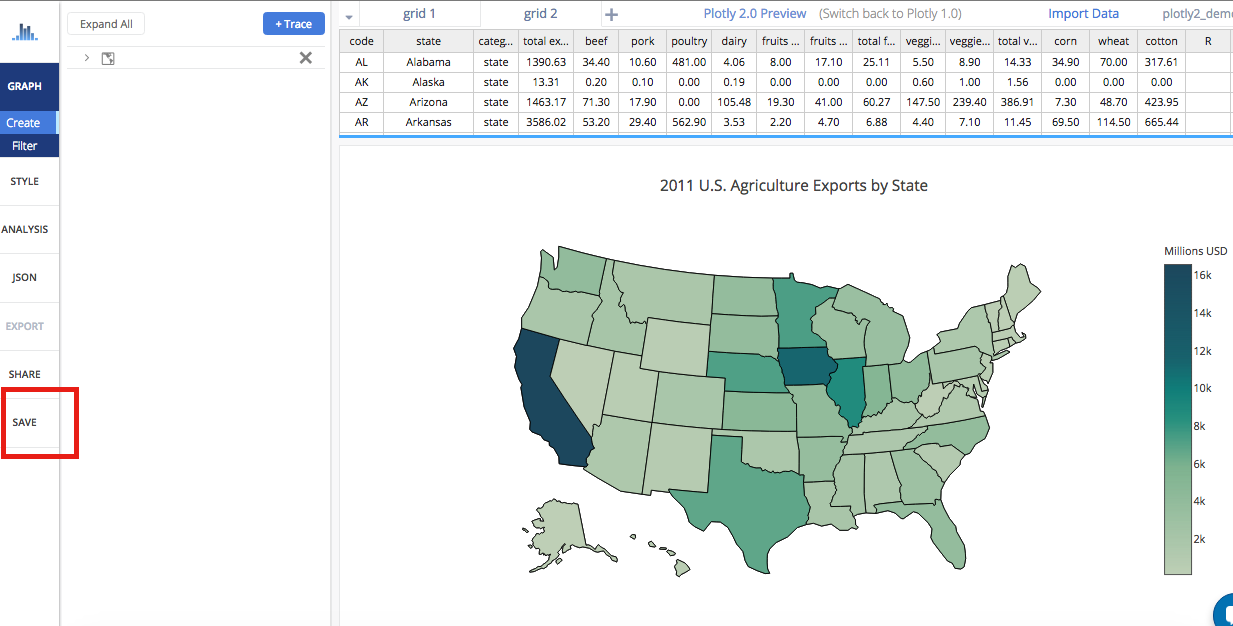 Expand All
+ Trace
GRAPH
Create
Filter
STYLE
ANALYSIS
JSON
EXPORT
SHARE
SAVE
grid 1 grid 2 + Plotly 2.0 Preview (Switch back to Plotly 1.0) Import Data plotly2_demo
code state categ... total ex... beef pork poultry dairy fruits ... fruits ... total f... veggi... veggie... total v... corn wheat cotton R
AL Alabama state 1390.63 34.40 10.60 481.00 4.06 8.00 17.10 25.11 5.50 8.90 14.33 34.90 70.00 317.61
AK Alaska state 13.31 0.20 0.10 0.00 0.19 0.00 0.00 0.00 0.60 1.00 1.56 0.00 0.00 0.00
AZ Arizona state 1463.17 71.30 17.90 0.00 105.48 19.30 41.00 60.27 147.50 239.40 386.91 7.30 48.70 423.95
AR Arkansas state 3586.02 53.20 29.40 562.90 3.53 2.20 4.70 6.88 4.40 7.10 11.45 69.50 114.50 665.44
2011 U.S. Agriculture Exports by State
Millions USD
16k
14k
12k
10k
8k
6k
4k
2k